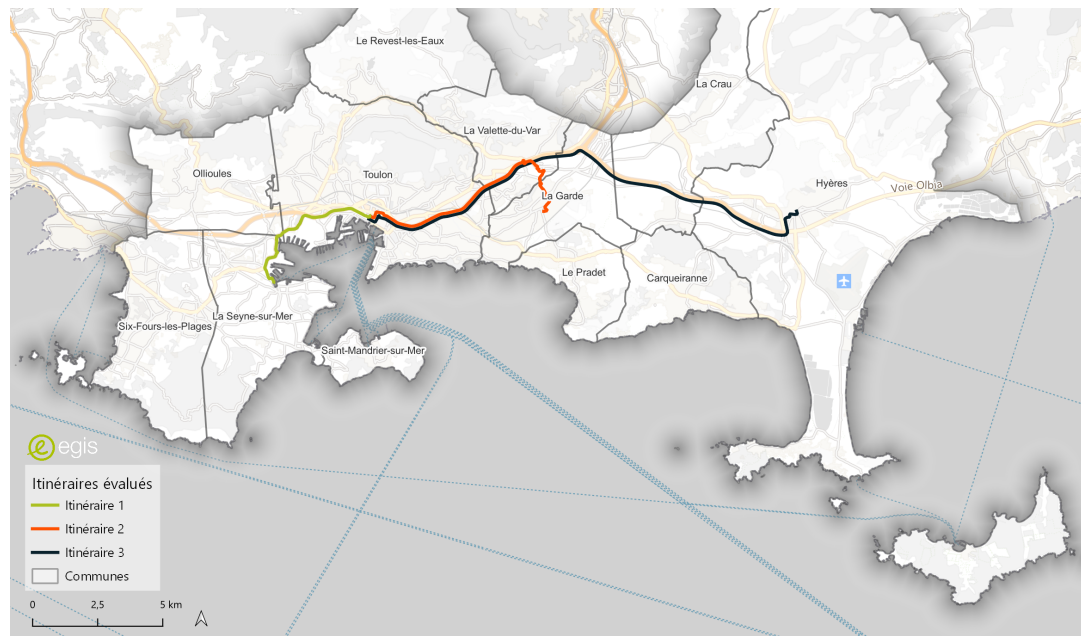 Le Revest-les-Eaux
La Crau
La Valette-du-Var
Ollioules
Toulon
Hyères
Voie Olbia
La Garde
Le Pradet
Carqueiranne
La Seyne-sur-Mer
Six-Fours-les-Plages
Saint-Mandrier-sur-Mer
egis
Itinéraires évalués
Itinéraire 1
Itinéraire 2
Itinéraire 3
Communes
0 2,5 5 km